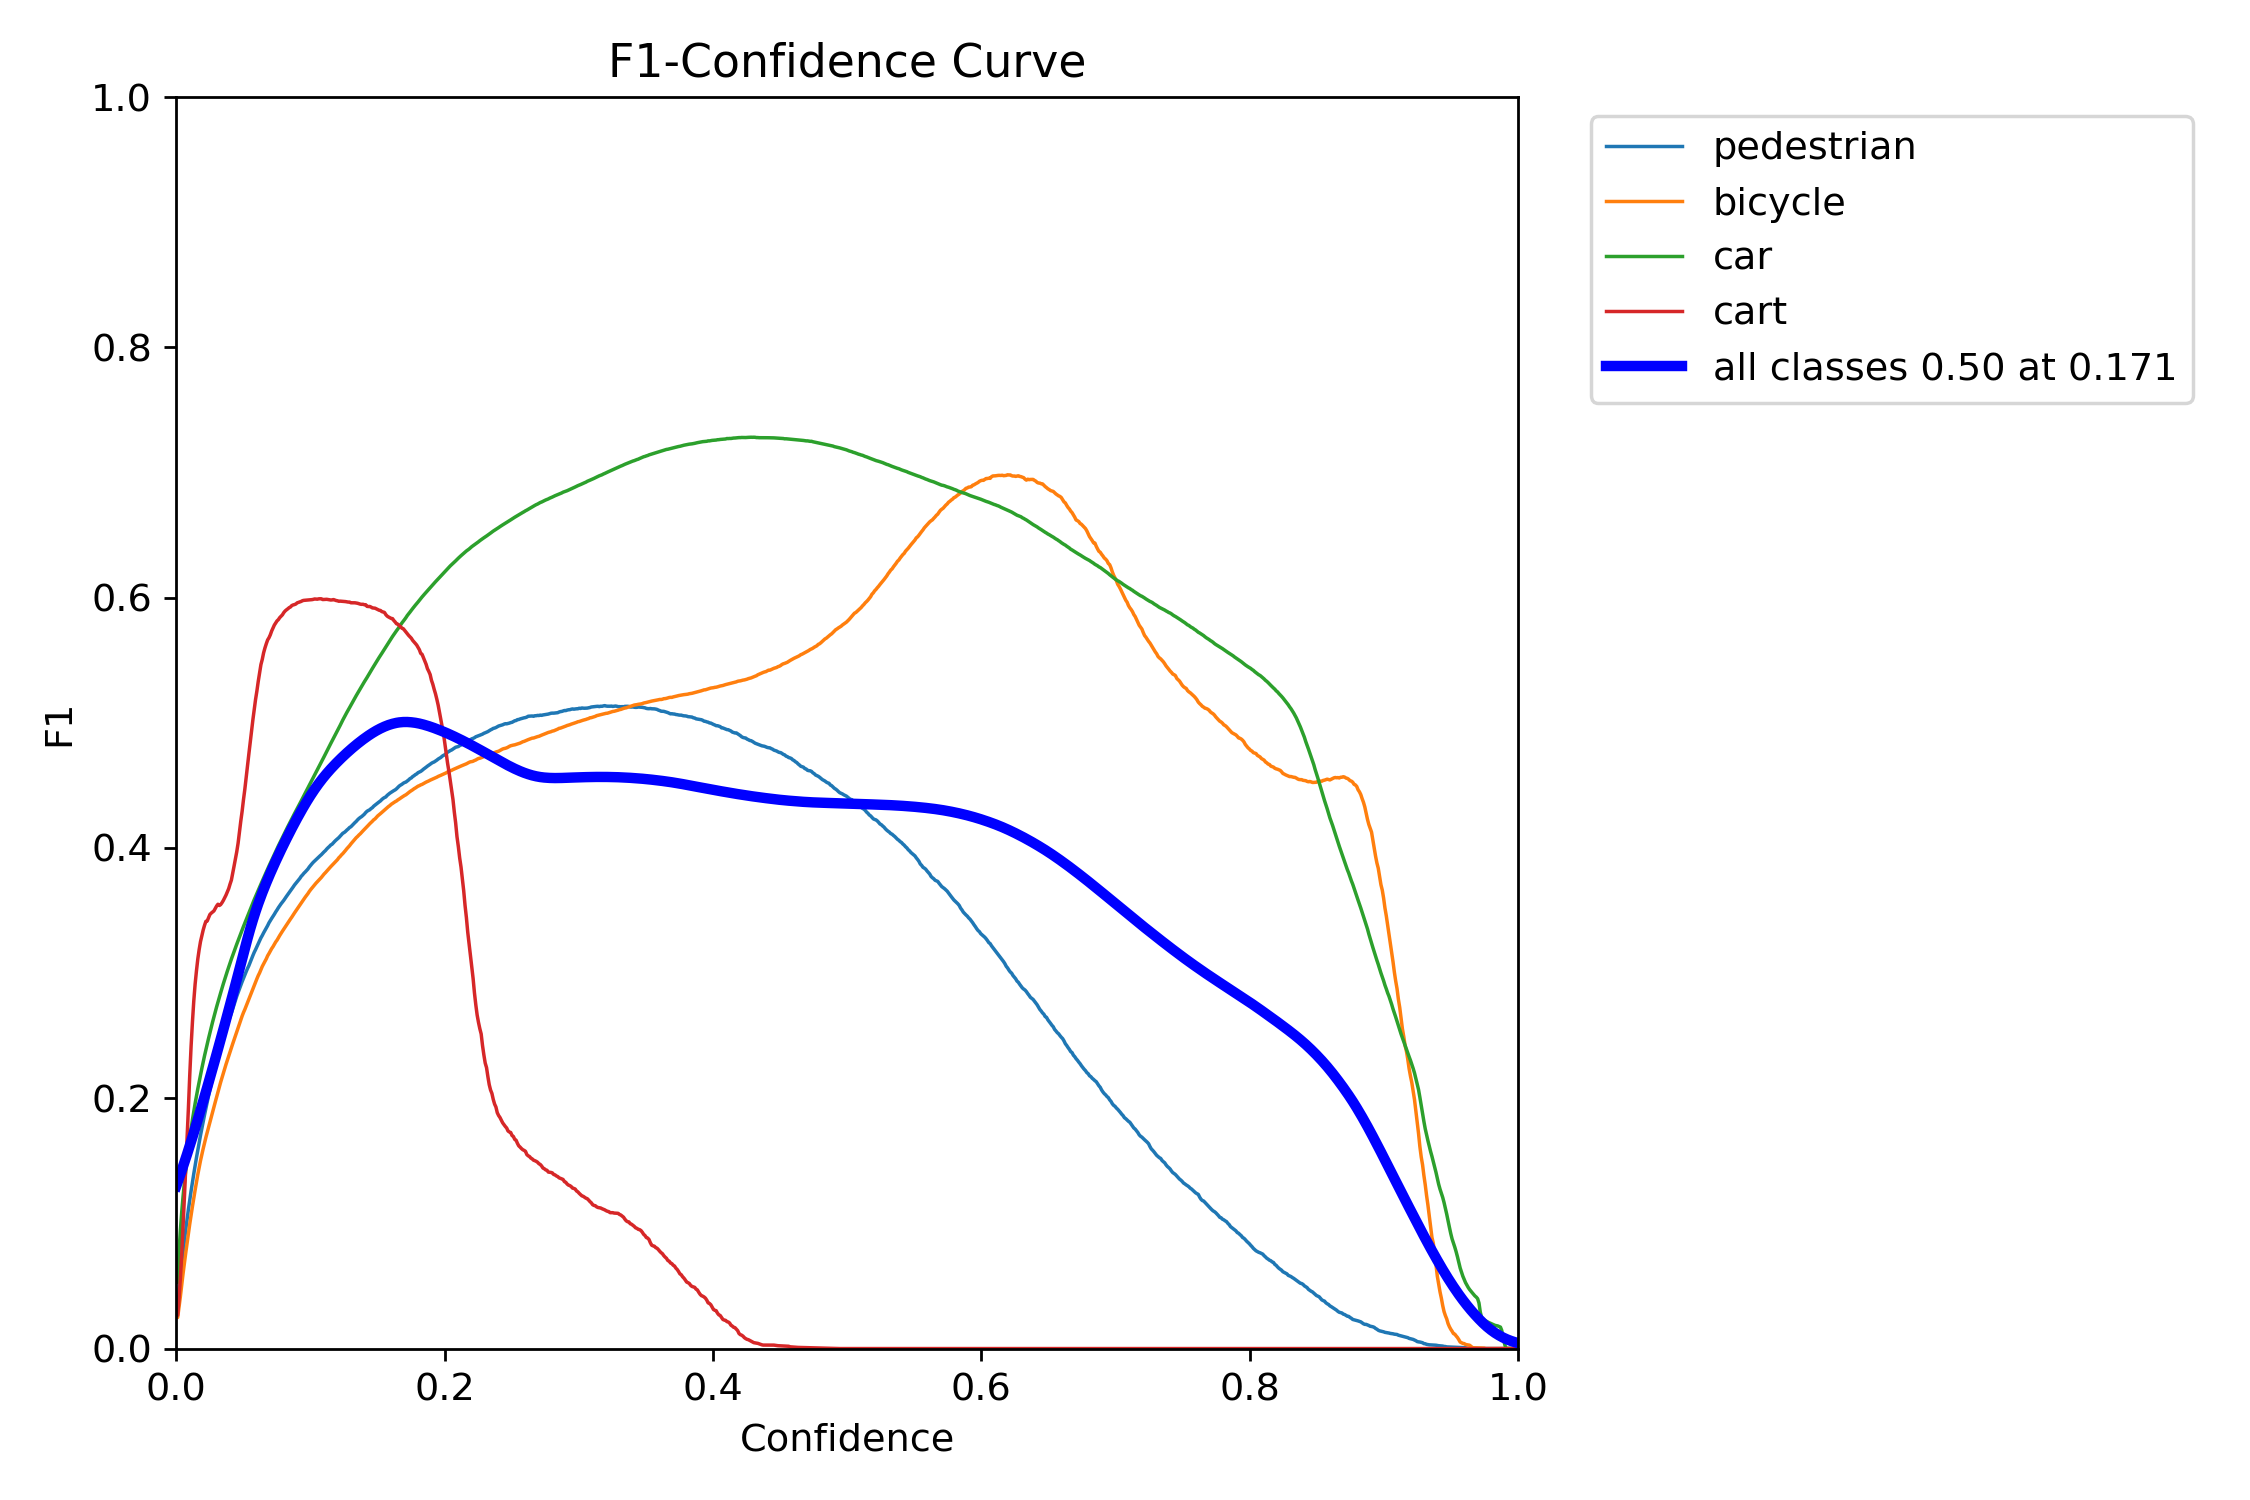 F1-Confidence Curve
1.0
0.8
0.6
0.4
0.2
0.0
F1
0.0 0.2 0.4 0.6 0.8 1.0
Confidence
pedestrian
bicycle
car
cart
all classes 0.50 at 0.171